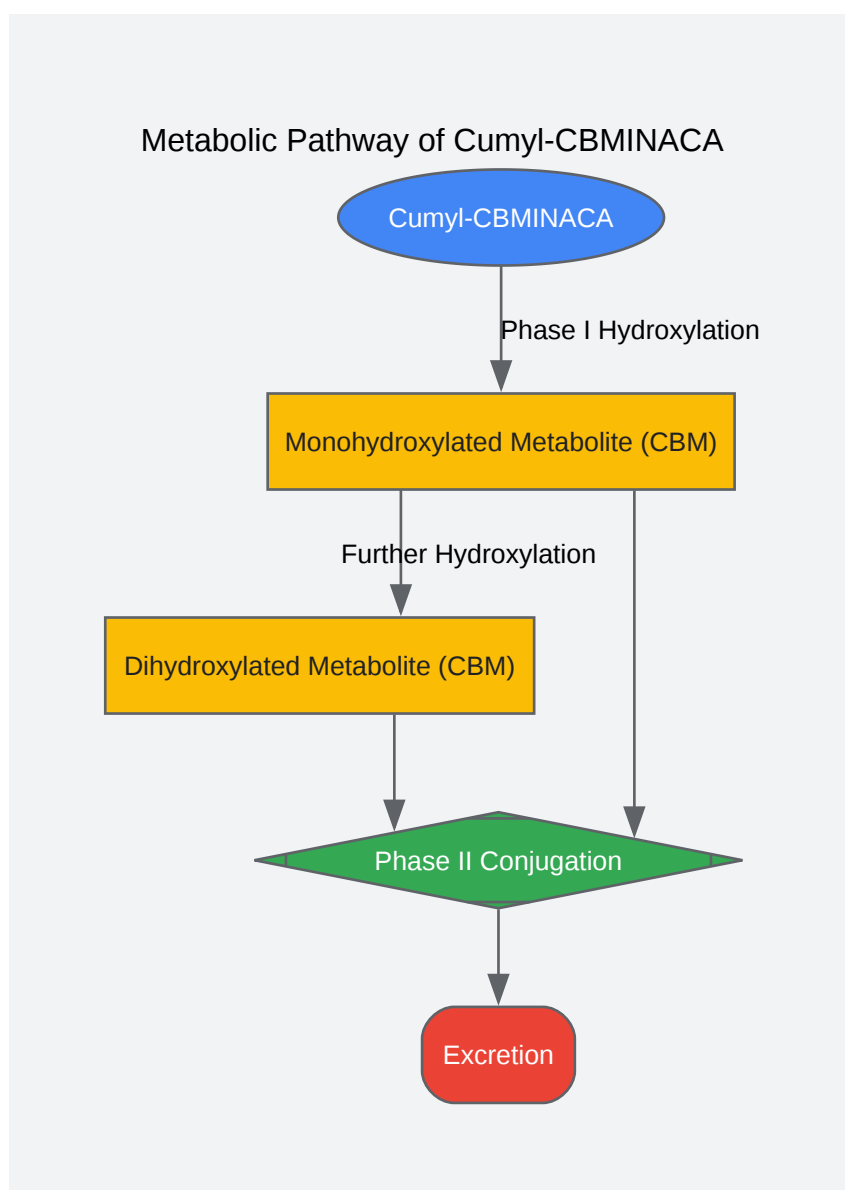 Metabolic Pathway of Cumyl-CBMINACA
Cumyl-CBMINACA
Phase I Hydroxylation
Monohydroxylated Metabolite (CBM)
Further Hydroxylation
Dihydroxylated Metabolite (CBM)
Phase II Conjugation
Excretion